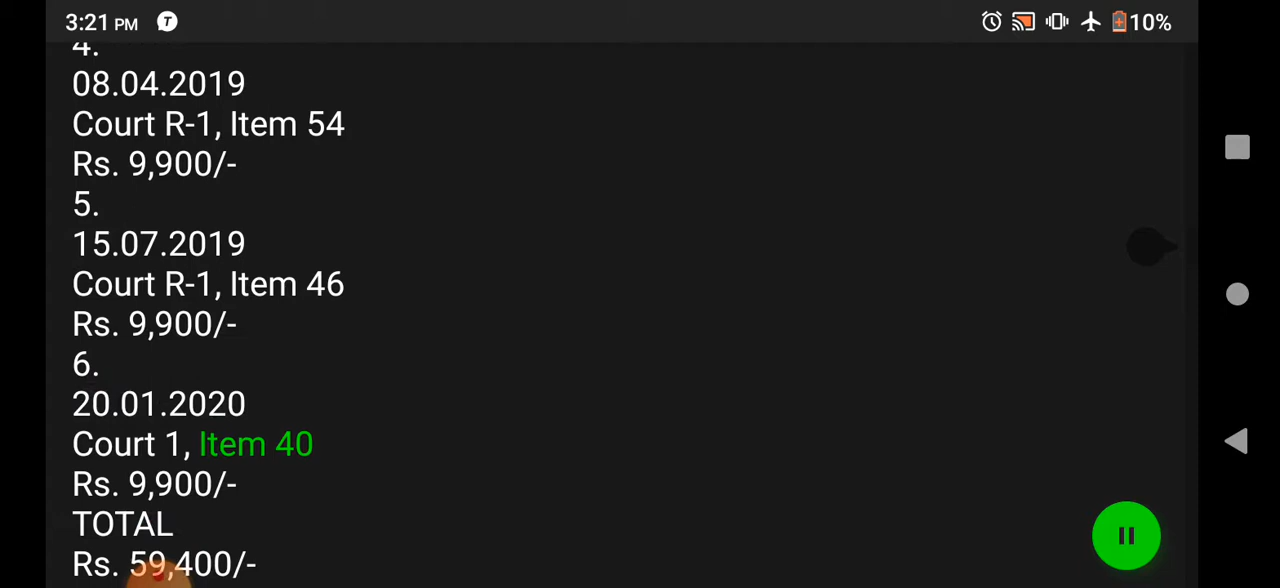 3:21 PM
10%
4.
08.04.2019
Court R-1, Item 54
Rs. 9,900/-
5.
15.07.2019
Court R-1, Item 46
Rs. 9,900/-
6.
20.01.2020
Court 1, Item 40
Rs. 9,900/-
TOTAL
Rs. 59,400/-